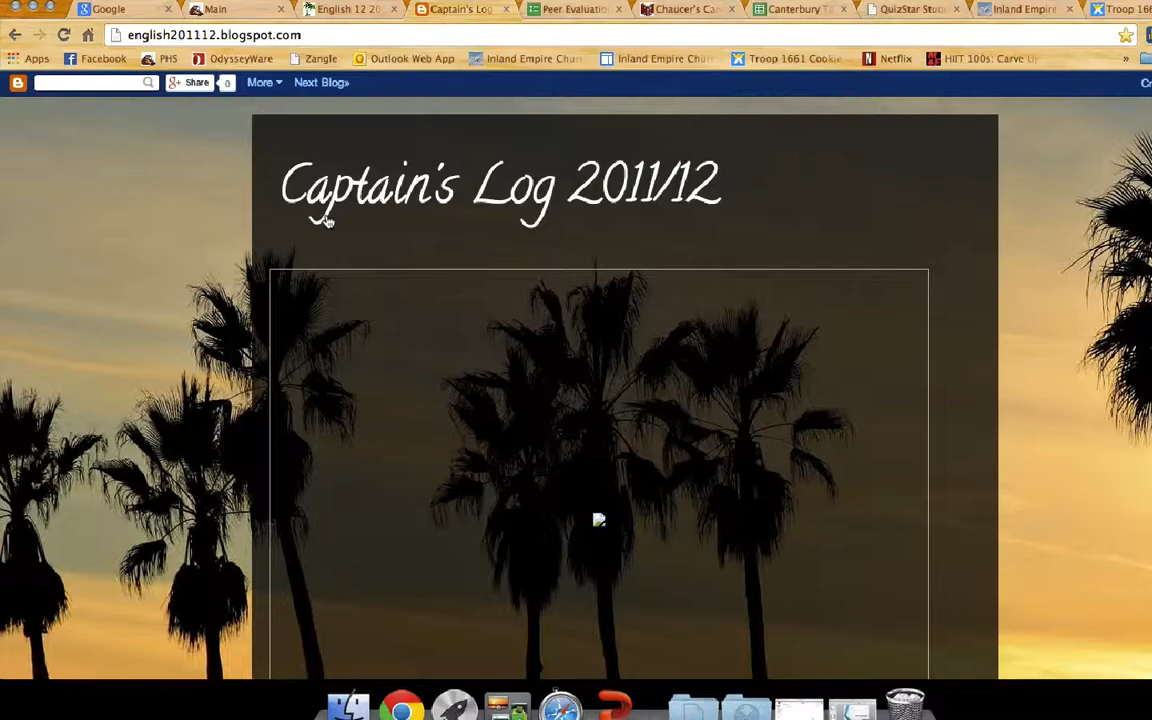 Google
Main
English 12 20
Captain's Log
Peer Evaluatio
Chaucer's Ca
Canterbury T
QuizStar Stud
Inland Empire
Troop 1
english201112.blogspot.com
Apps
Facebook
PHS
OdysseyWare
Zangle
Outlook Web App
Inland Empire Chur
Inland Empire Chur
Troop 1661 Cookie
Netflix
HIIT 100s: Carve U
»
Share
0
More
Next Blog»
Cr
Captain's Log 2011/12